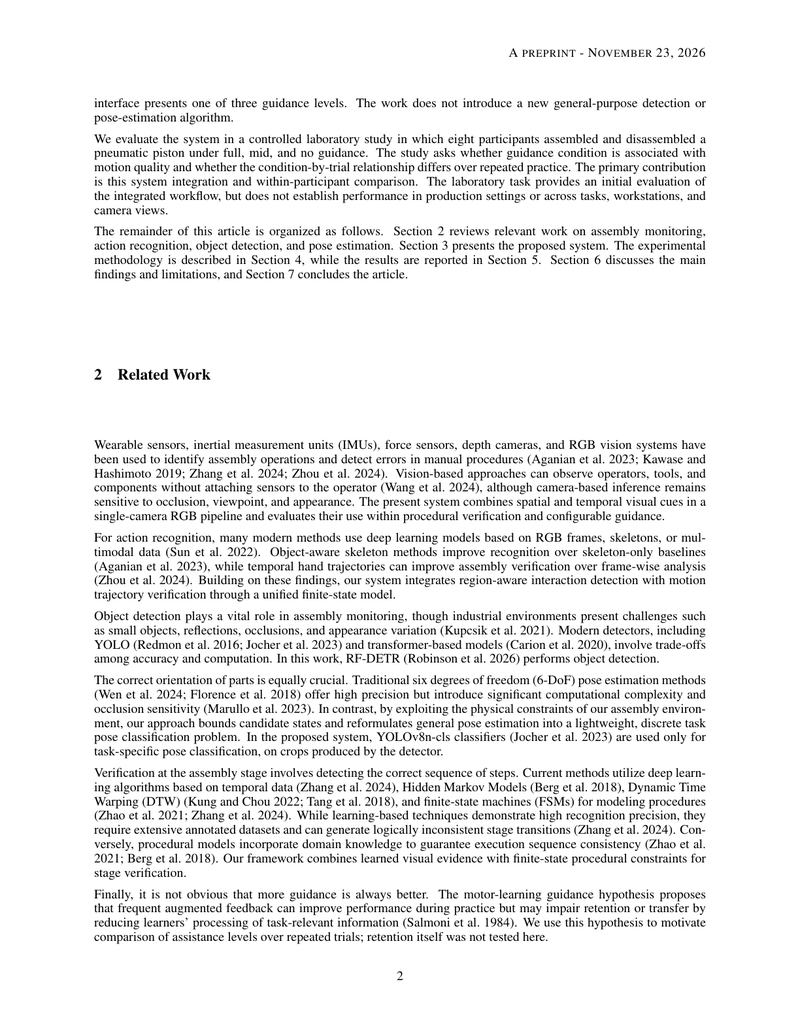 A PREPRINT - NOVEMBER 23, 2026
interface presents one of three guidance levels. The work does not introduce a new general-purpose detection or
pose-estimation algorithm.
We evaluate the system in a controlled laboratory study in which eight participants assembled and disassembled a
pneumatic piston under full, mid, and no guidance. The study asks whether guidance condition is associated with
motion quality and whether the condition-by-trial relationship differs over repeated practice. The primary contribution
is this system integration and within-participant comparison. The laboratory task provides an initial evaluation of
the integrated workflow, but does not establish performance in production settings or across tasks, workstations, and
camera views.
The remainder of this article is organized as follows. Section 2 reviews relevant work on assembly monitoring,
action recognition, object detection, and pose estimation. Section 3 presents the proposed system. The experimental
methodology is described in Section 4, while the results are reported in Section 5. Section 6 discusses the main
findings and limitations, and Section 7 concludes the article.
2 Related Work
Wearable sensors, inertial measurement units (IMUs), force sensors, depth cameras, and RGB vision systems have
been used to identify assembly operations and detect errors in manual procedures (Aganian et al. 2023; Kawase and
Hashimoto 2019; Zhang et al. 2024; Zhou et al. 2024). Vision-based approaches can observe operators, tools, and
components without attaching sensors to the operator (Wang et al. 2024), although camera-based inference remains
sensitive to occlusion, viewpoint, and appearance. The present system combines spatial and temporal visual cues in a
single-camera RGB pipeline and evaluates their use within procedural verification and configurable guidance.
For action recognition, many modern methods use deep learning models based on RGB frames, skeletons, or mul-
timodal data (Sun et al. 2022). Object-aware skeleton methods improve recognition over skeleton-only baselines
(Aganian et al. 2023), while temporal hand trajectories can improve assembly verification over frame-wise analysis
(Zhou et al. 2024). Building on these findings, our system integrates region-aware interaction detection with motion
trajectory verification through a unified finite-state model.
Object detection plays a vital role in assembly monitoring, though industrial environments present challenges such
as small objects, reflections, occlusions, and appearance variation (Kupcsik et al. 2021). Modern detectors, including
YOLO (Redmon et al. 2016; Jocher et al. 2023) and transformer-based models (Carion et al. 2020), involve trade-offs
among accuracy and computation. In this work, RF-DETR (Robinson et al. 2026) performs object detection.
The correct orientation of parts is equally crucial. Traditional six degrees of freedom (6-DoF) pose estimation methods
(Wen et al. 2024; Florence et al. 2018) offer high precision but introduce significant computational complexity and
occlusion sensitivity (Marullo et al. 2023). In contrast, by exploiting the physical constraints of our assembly environ-
ment, our approach bounds candidate states and reformulates general pose estimation into a lightweight, discrete task
pose classification problem. In the proposed system, YOLOv8n-cls classifiers (Jocher et al. 2023) are used only for
task-specific pose classification, on crops produced by the detector.
Verification at the assembly stage involves detecting the correct sequence of steps. Current methods utilize deep learn-
ing algorithms based on temporal data (Zhang et al. 2024), Hidden Markov Models (Berg et al. 2018), Dynamic Time
Warping (DTW) (Kung and Chou 2022; Tang et al. 2018), and finite-state machines (FSMs) for modeling procedures
(Zhao et al. 2021; Zhang et al. 2024). While learning-based techniques demonstrate high recognition precision, they
require extensive annotated datasets and can generate logically inconsistent stage transitions (Zhang et al. 2024). Con-
versely, procedural models incorporate domain knowledge to guarantee execution sequence consistency (Zhao et al.
2021; Berg et al. 2018). Our framework combines learned visual evidence with finite-state procedural constraints for
stage verification.
Finally, it is not obvious that more guidance is always better. The motor-learning guidance hypothesis proposes
that frequent augmented feedback can improve performance during practice but may impair retention or transfer by
reducing learners' processing of task-relevant information (Salmoni et al. 1984). We use this hypothesis to motivate
comparison of assistance levels over repeated trials; retention itself was not tested here.
2